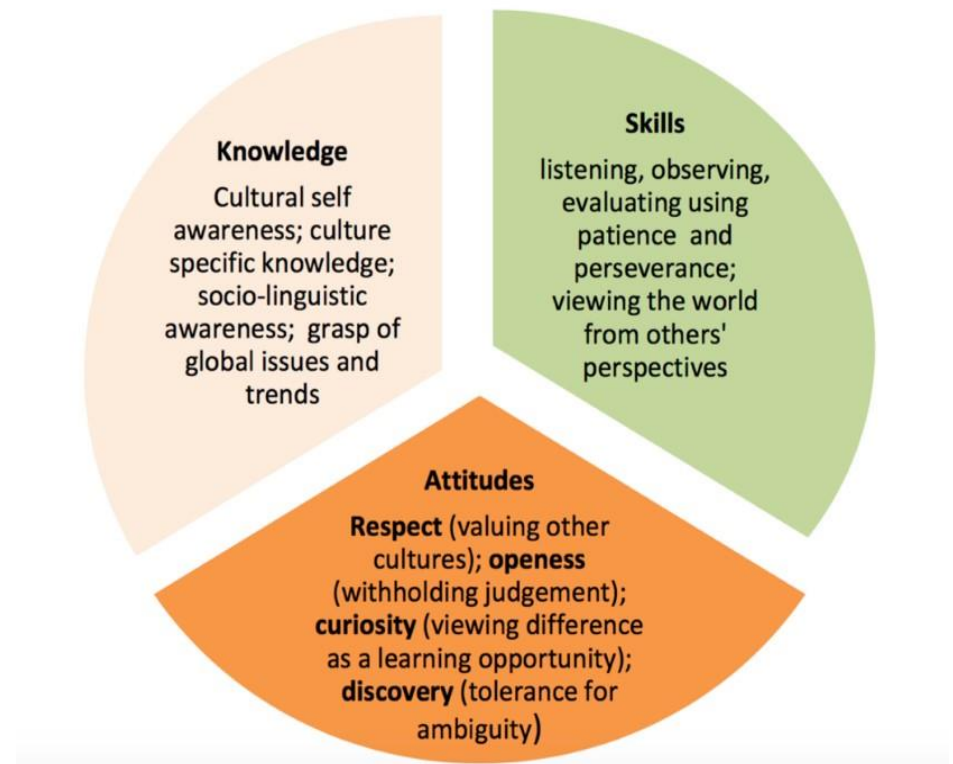 Knowledge
Cultural self
awareness; culture
specific knowledge;
socio-linguistic
awareness; grasp of
global issues and
trends
Skills
listening, observing,
evaluating using
patience and
perseverance;
viewing the world
from others'
perspectives
Attitudes
Respect (valuing other
cultures); openess
(withholding judgement);
curiosity (viewing difference
as a learning opportunity);
discovery (tolerance for
ambiguity)